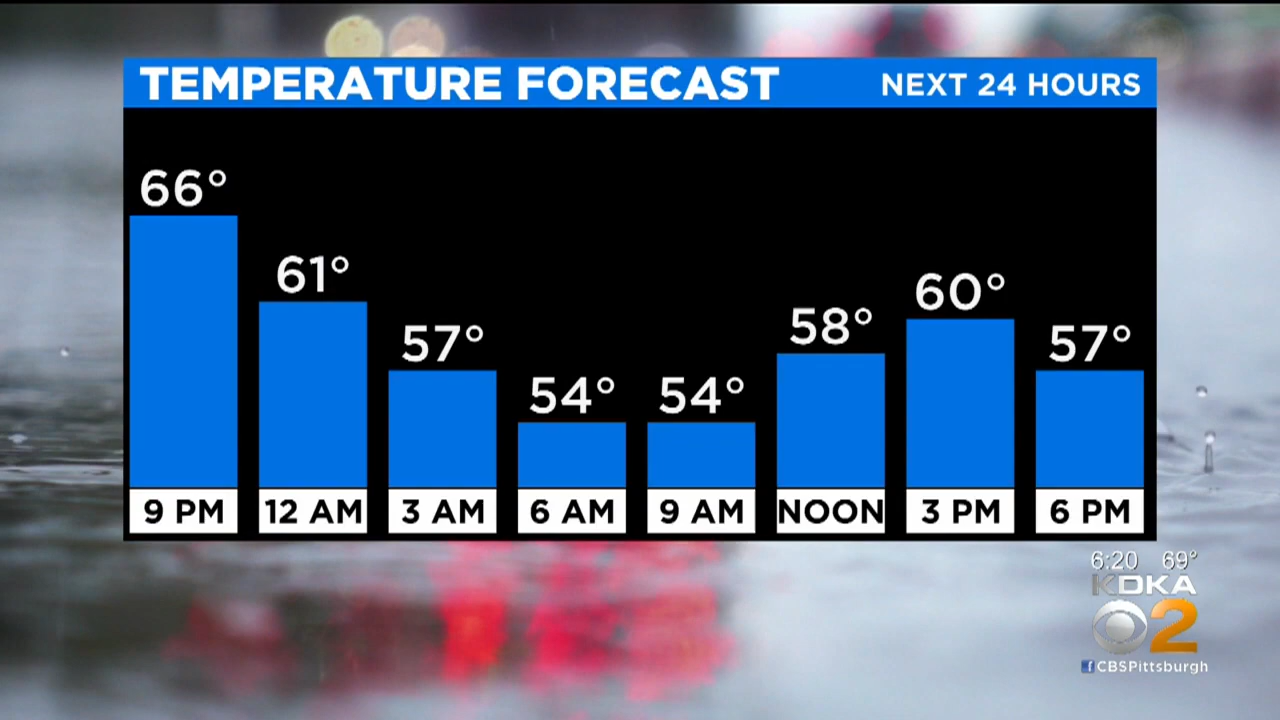 TEMPERATURE FORECAST NEXT 24 HOURS
66° 61° 57° 54° 54° 58° 60° 57°
9 PM 12 AM 3 AM 6 AM 9 AM NOON 3 PM 6 PM
6:20 69°
KDKA
2
f CBSPittsburgh